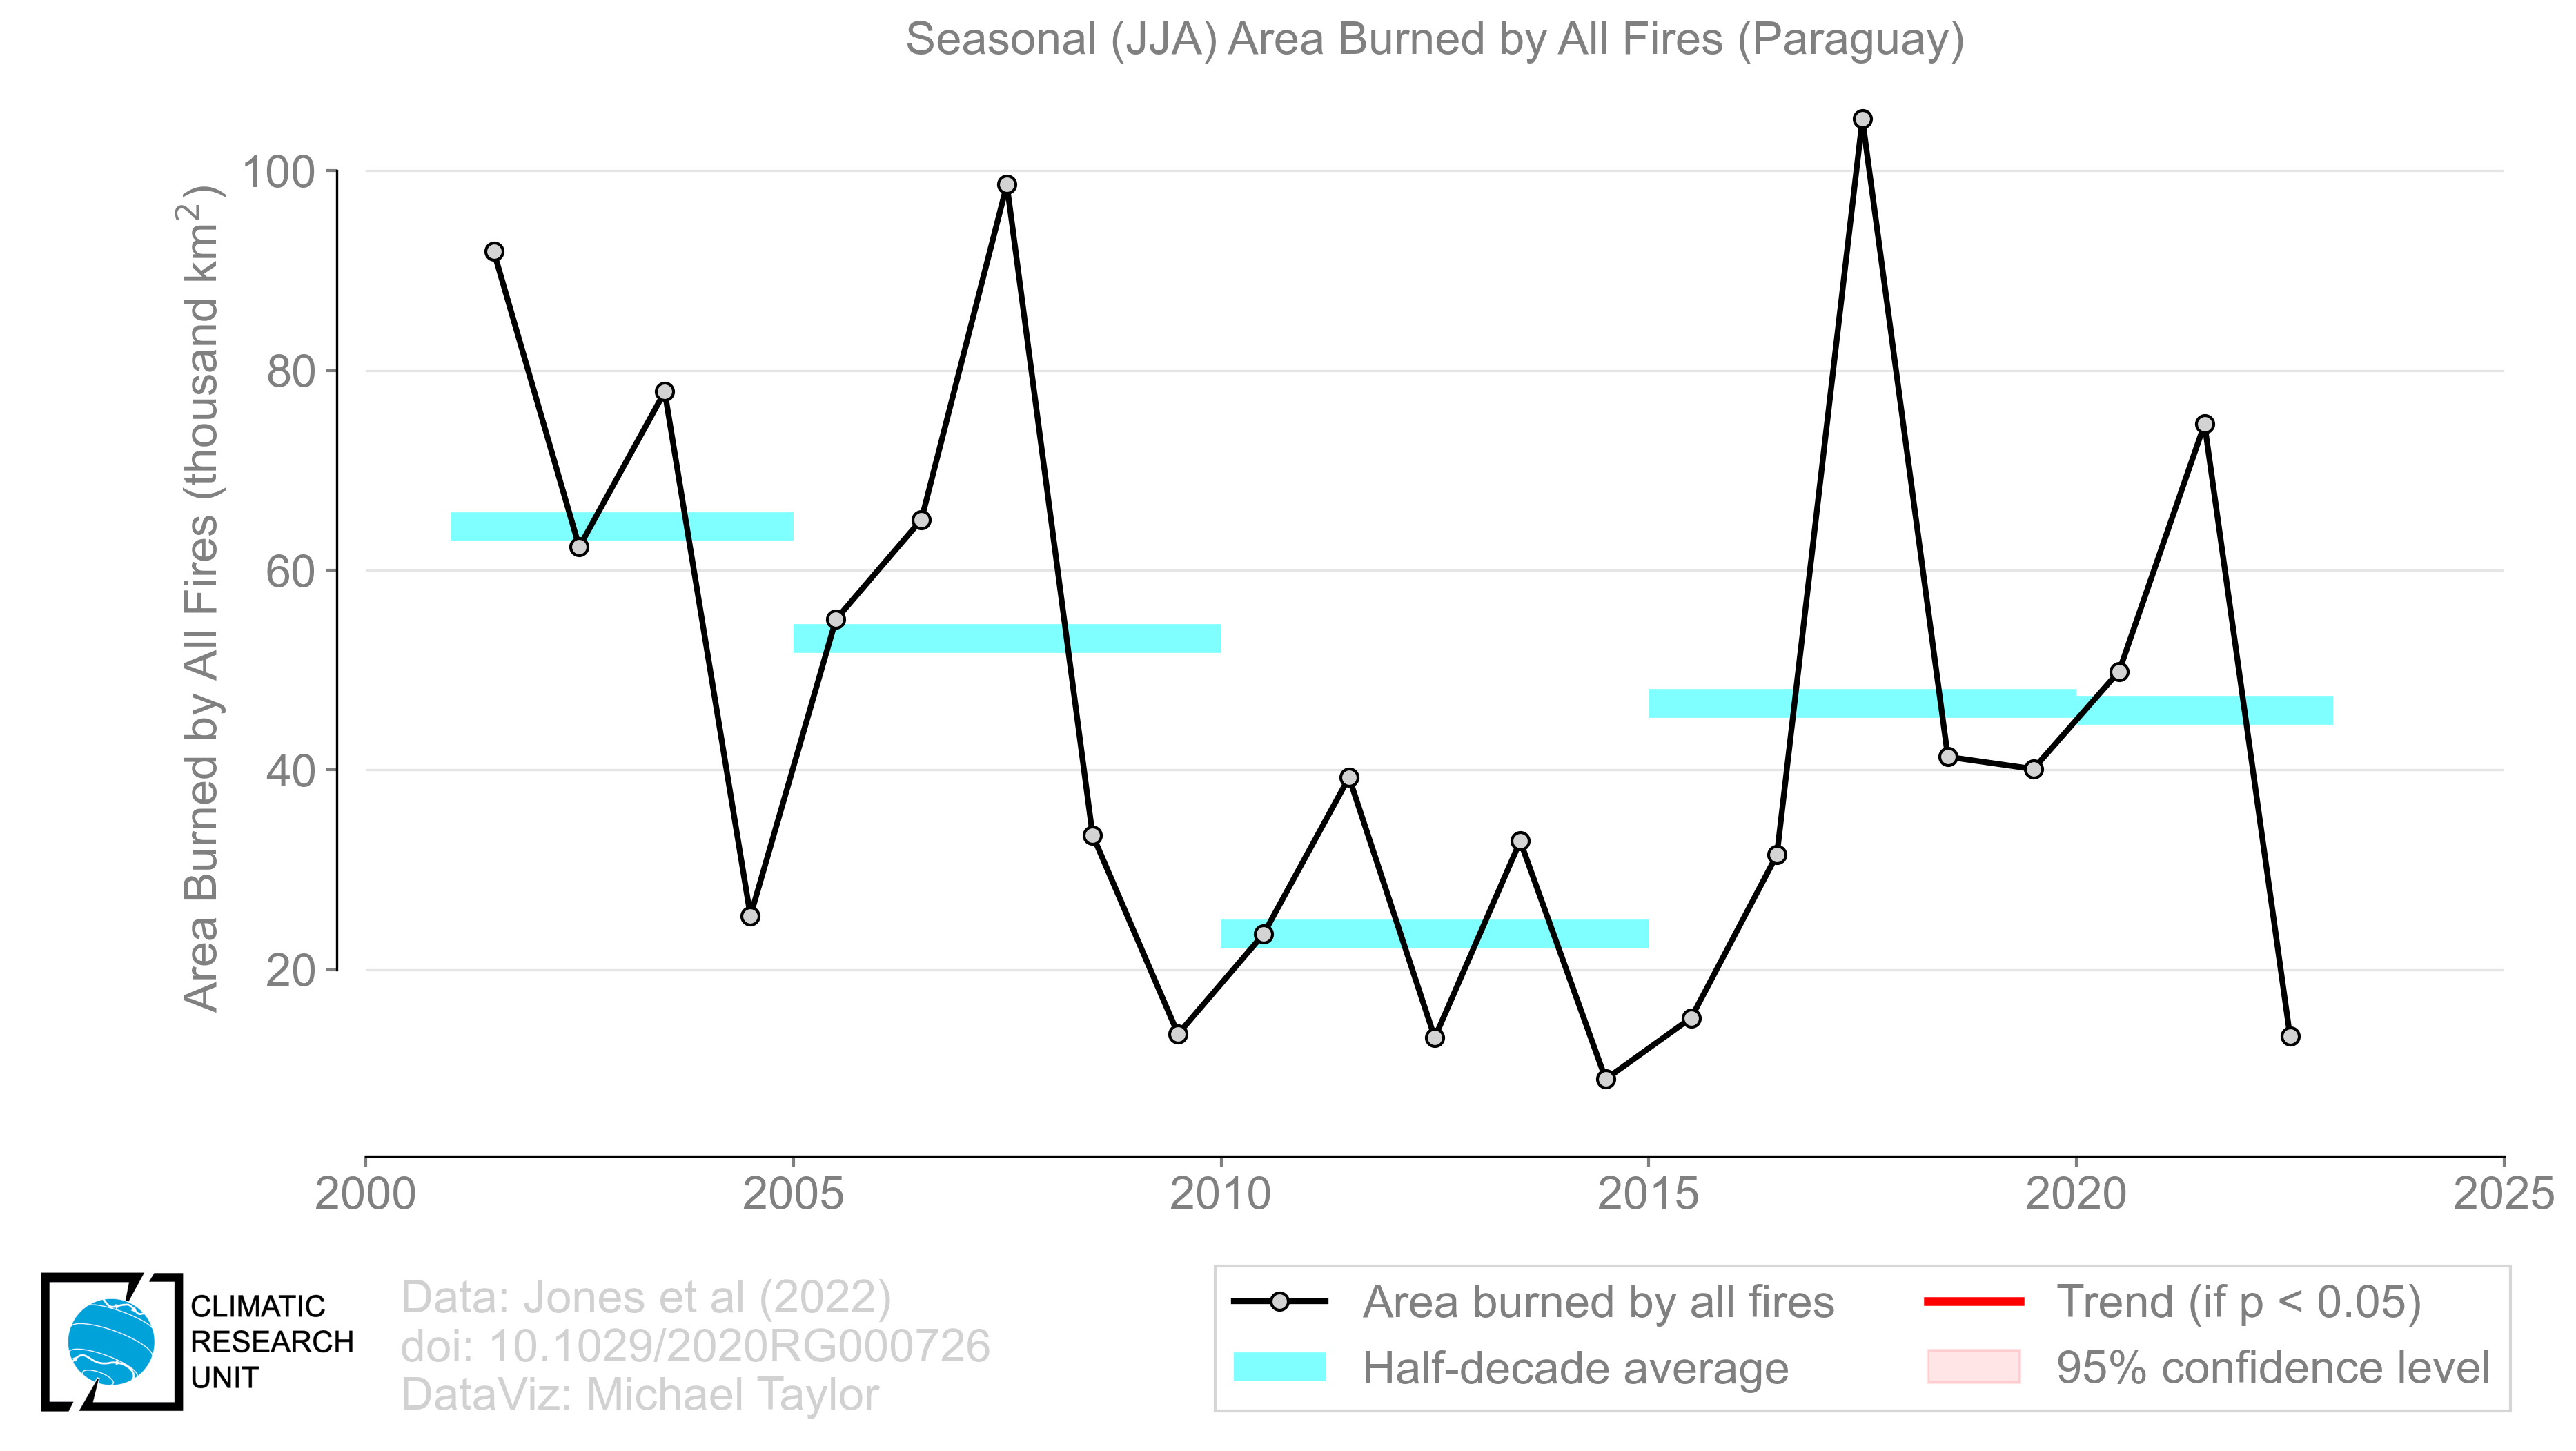 Seasonal (JJA) Area Burned by All Fires (Paraguay)
Area Burned by All Fires (thousand km²)
100
80
60
40
20
2000
2005
2010
2015
2020
2025
CLIMATIC
RESEARCH
UNIT
Data: Jones et al (2022)
doi: 10.1029/2020RG000726
DataViz: Michael Taylor
Area burned by all fires
Half-decade average
Trend (if p < 0.05)
95% confidence level